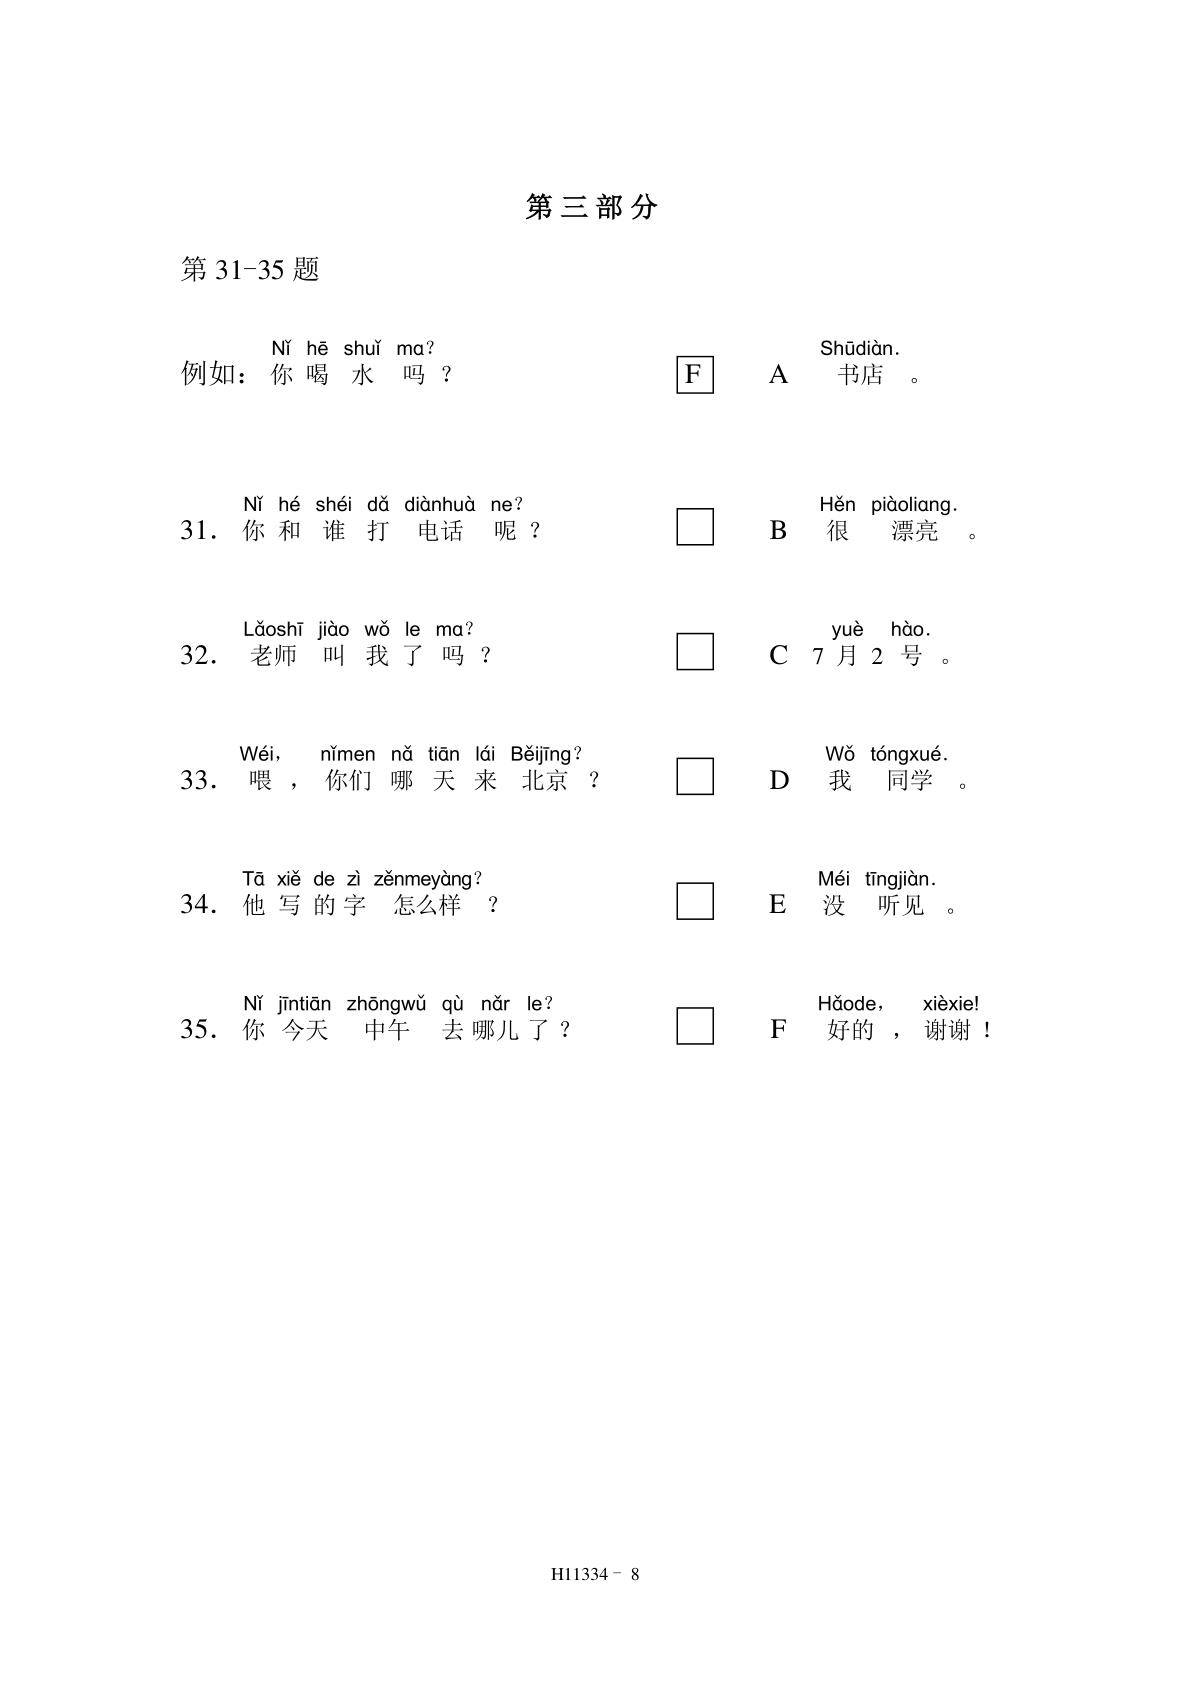 第三部分
第 31-35 题
Nǐ hē shuǐ ma? Shūdiàn.
例如： 你 喝 水 吗 ？ F A 书店 。
Nǐ hé shéi dǎ diànhuà ne? Hěn piàoliang.
31. 你 和 谁 打 电话 呢 ？ B 很 漂亮 。
Lǎoshī jiào wǒ le ma? yuè hào.
32. 老师 叫 我 了 吗 ？ C 7 月 2 号 。
Wéi, nǐmen nǎ tiān lái Běijīng? Wǒ tóngxué.
33. 喂 ， 你们 哪 天 来 北京 ？ D 我 同学 。
Tā xiě de zì zěnmeyàng? Méi tīngjiàn.
34. 他 写 的 字 怎么样 ？ E 没 听见 。
Nǐ jīntiān zhōngwǔ qù nǎr le? Hǎode, xièxie!
35. 你 今天 中午 去 哪儿 了 ？ F 好的 ， 谢谢 ！
H11334- 8